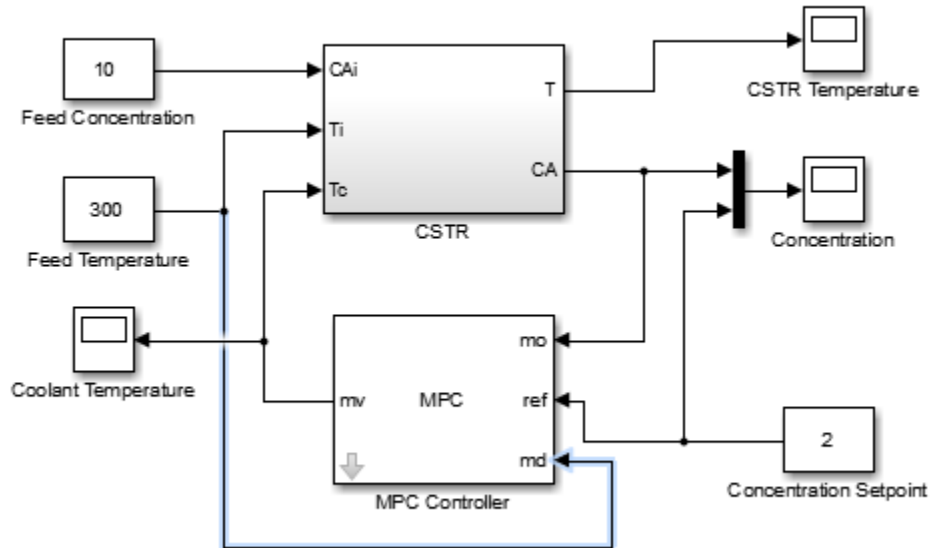 10
Feed Concentration
300
Feed Temperature
Coolant Temperature
CAi
Ti
Tc
T
CA
CSTR
CSTR Temperature
Concentration
mv
MPC
mo
ref
md
MPC Controller
2
Concentration Setpoint